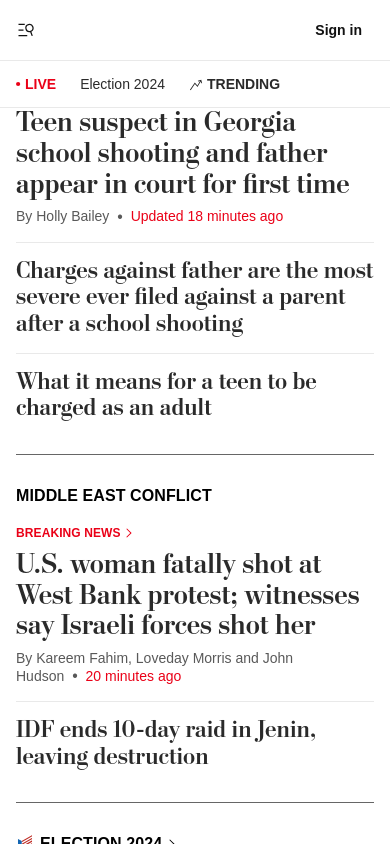 Sign in
• LIVE Election 2024 TRENDING
Teen suspect in Georgia
school shooting and father
appear in court for first time
By Holly Bailey • Updated 18 minutes ago
Charges against father are the most
severe ever filed against a parent
after a school shooting
What it means for a teen to be
charged as an adult
MIDDLE EAST CONFLICT
BREAKING NEWS
U.S. woman fatally shot at
West Bank protest; witnesses
say Israeli forces shot her
By Kareem Fahim, Loveday Morris and John
Hudson • 20 minutes ago
IDF ends 10-day raid in Jenin,
leaving destruction
ELECTION 2024